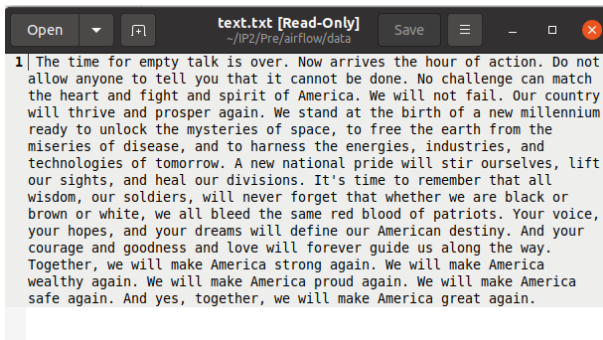 Open
text.txt [Read-Only]
~/IP2/Pre/airflow/data
Save
1 The time for empty talk is over. Now arrives the hour of action. Do not
allow anyone to tell you that it cannot be done. No challenge can match
the heart and fight and spirit of America. We will not fail. Our country
will thrive and prosper again. We stand at the birth of a new millennium
ready to unlock the mysteries of space, to free the earth from the
miseries of disease, and to harness the energies, industries, and
technologies of tomorrow. A new national pride will stir ourselves, lift
our sights, and heal our divisions. It's time to remember that all
wisdom, our soldiers, will never forget that whether we are black or
brown or white, we all bleed the same red blood of patriots. Your voice,
your hopes, and your dreams will define our American destiny. And your
courage and goodness and love will forever guide us along the way.
Together, we will make America strong again. We will make America
wealthy again. We will make America proud again. We will make America
safe again. And yes, together, we will make America great again.